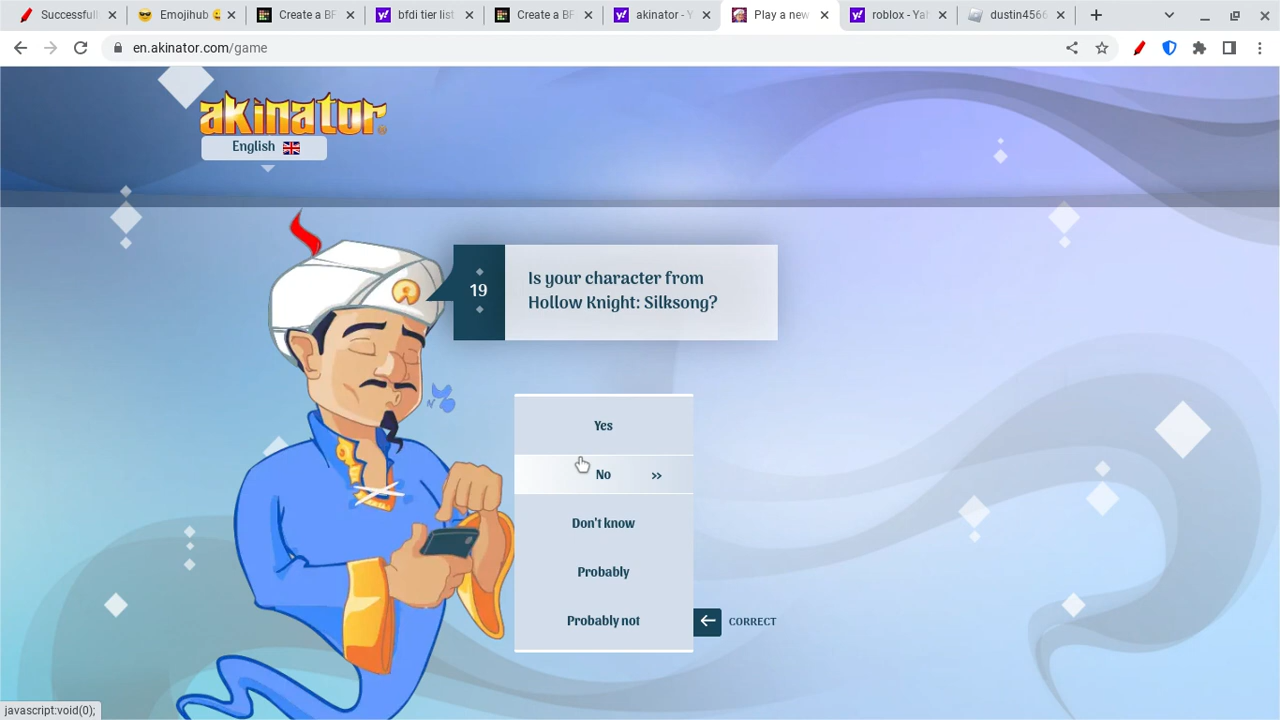 Successfull
Emojihub
Create a BF
bfdi tier list
Create a BF
akinator - Y
Play a new
roblox - Ya
dustin4566
en.akinator.com/game
akinator
English
19
Is your character from
Hollow Knight: Silksong?
Yes
No >>
Don't know
Probably
Probably not
CORRECT
javascript:void(0);